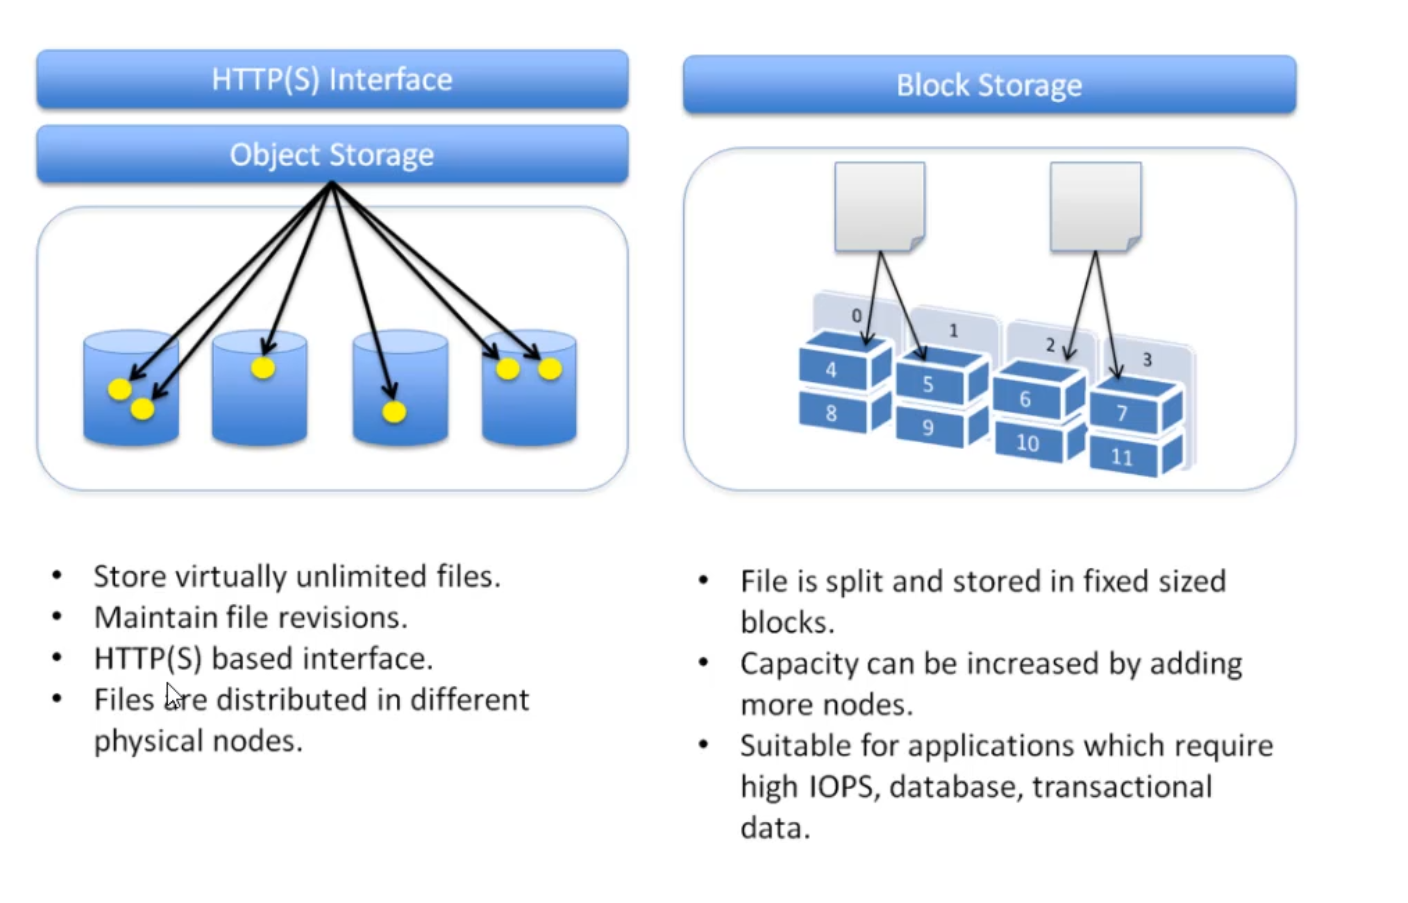 HTTP(S) Interface
Object Storage
• Store virtually unlimited files.
• Maintain file revisions.
• HTTP(S) based interface.
• Files are distributed in different
physical nodes.
Block Storage
0
1
2
3
4
5
6
7
8
9
10
11
• File is split and stored in fixed sized
blocks.
• Capacity can be increased by adding
more nodes.
• Suitable for applications which require
high IOPS, database, transactional
data.